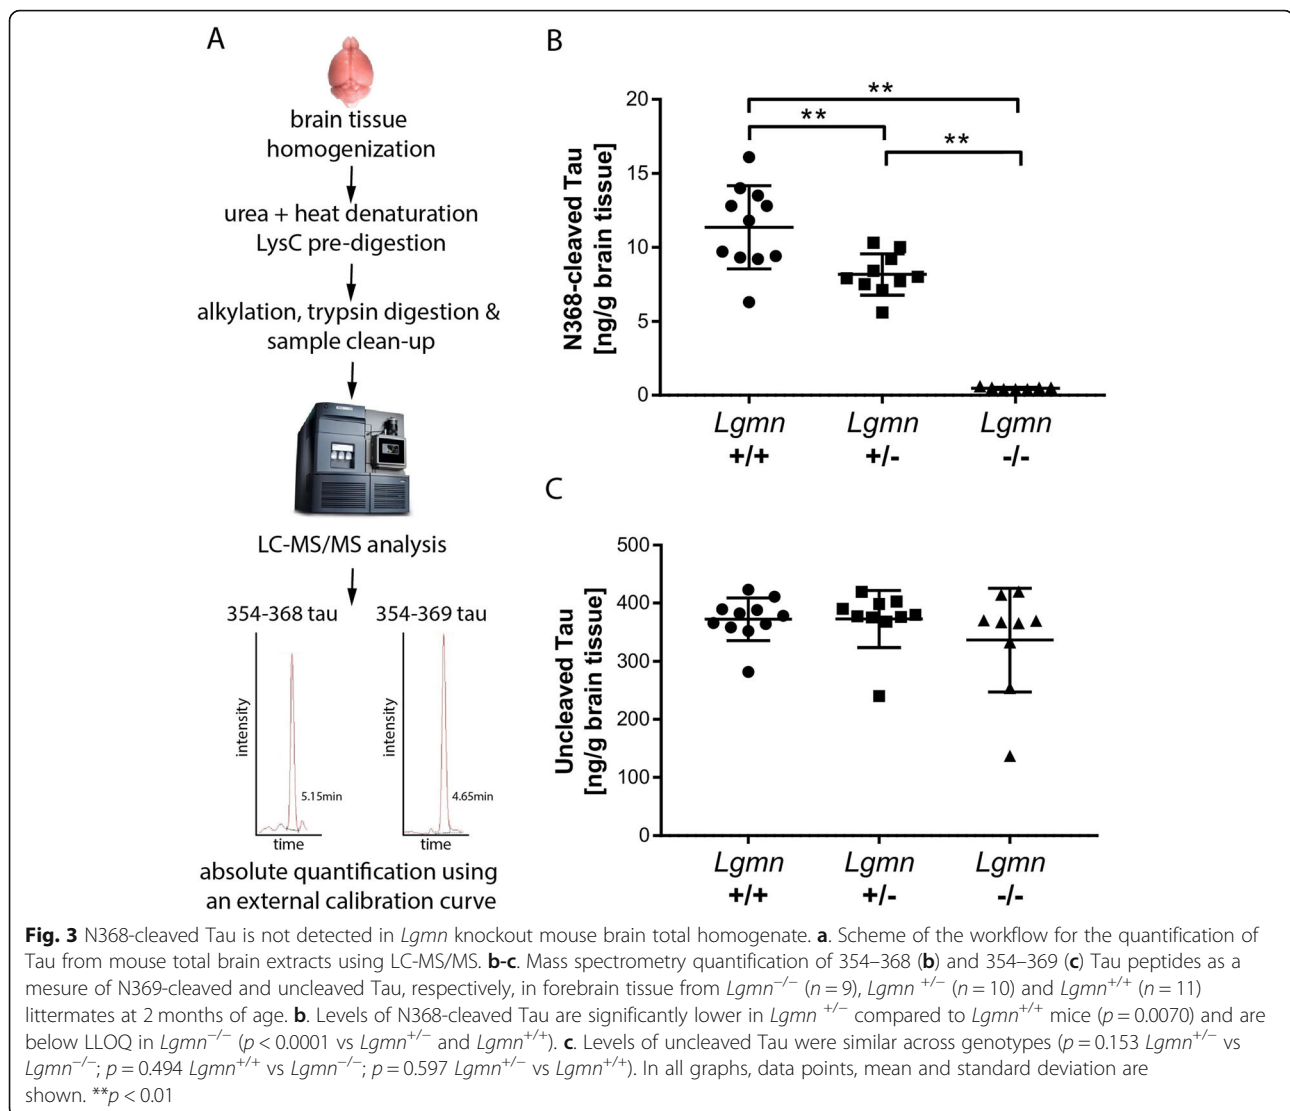 A
brain tissue
homogenization
urea + heat denaturation
LysC pre-digestion
alkylation, trypsin digestion &
sample clean-up
LC-MS/MS analysis
354-368 tau
354-369 tau
intensity
5.15min
time
intensity
4.65min
time
absolute quantification using
an external calibration curve
B
N368-cleaved Tau
[ng/g brain tissue]
20
15
10
5
0
**
**
**
Lgmn
+/+
Lgmn
+/-
Lgmn
-/-
C
Uncleaved Tau
[ng/g brain tissue]
500
400
300
200
100
0
Lgmn
+/+
Lgmn
+/-
Lgmn
-/-
Fig. 3 N368-cleaved Tau is not detected in Lgmn knockout mouse brain total homogenate. a. Scheme of the workflow for the quantification of
Tau from mouse total brain extracts using LC-MS/MS. b-c. Mass spectrometry quantification of 354–368 (b) and 354–369 (c) Tau peptides as a
mesure of N369-cleaved and uncleaved Tau, respectively, in forebrain tissue from Lgmn−/− (n = 9), Lgmn +/− (n = 10) and Lgmn+/+ (n = 11)
littermates at 2 months of age. b. Levels of N368-cleaved Tau are significantly lower in Lgmn +/− compared to Lgmn+/+ mice (p = 0.0070) and are
below LLOQ in Lgmn−/− (p < 0.0001 vs Lgmn+/− and Lgmn+/+). c. Levels of uncleaved Tau were similar across genotypes (p = 0.153 Lgmn+/− vs
Lgmn−/−; p = 0.494 Lgmn+/+ vs Lgmn−/−; p = 0.597 Lgmn+/− vs Lgmn+/+). In all graphs, data points, mean and standard deviation are
shown. **p < 0.01